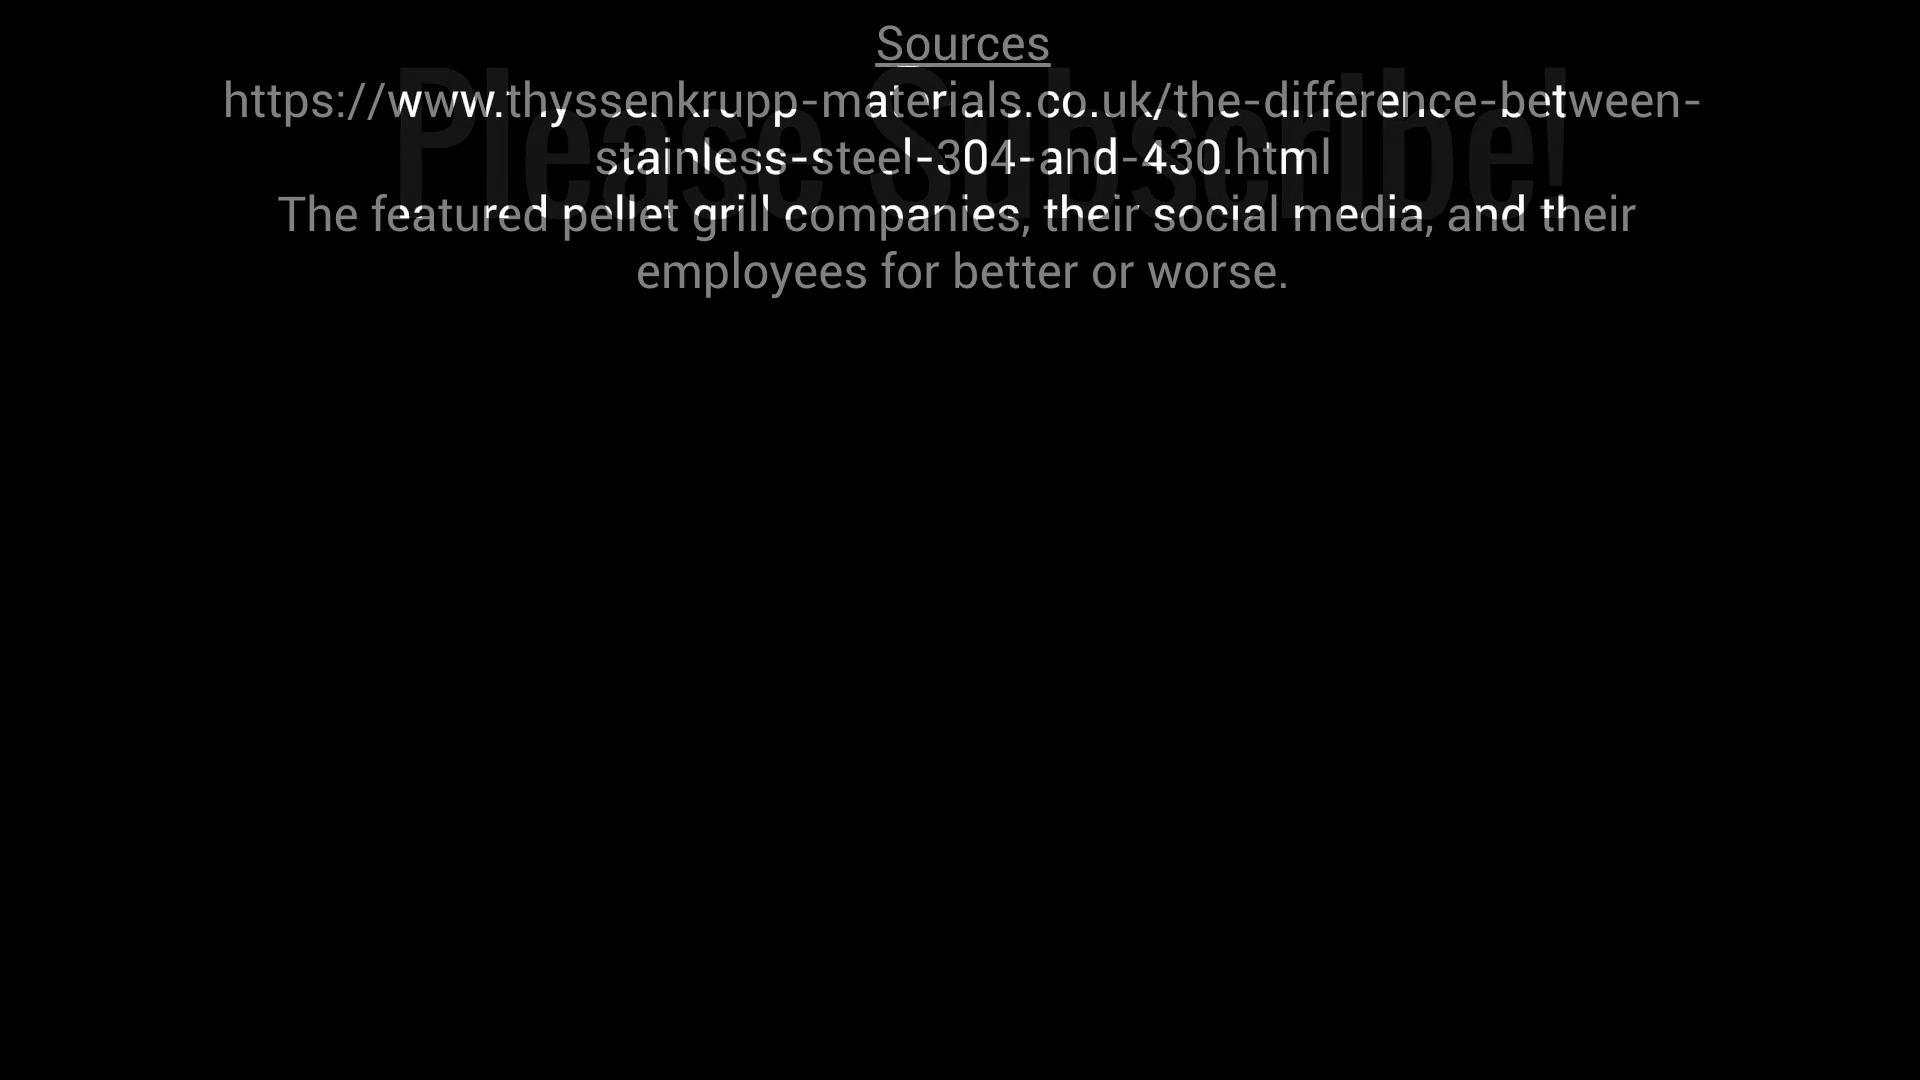 Sources
Please Subscribe!
https://www.thyssenkrupp-materials.co.uk/the-difference-between-
stainless-steel-304-and-430.html
The featured pellet grill companies, their social media, and their
employees for better or worse.